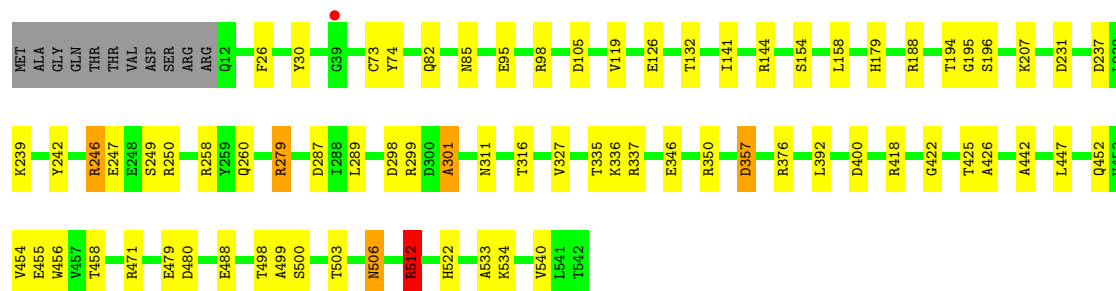 MET ALA GLY GLN THR THR VAL ASP SER ARG ARG Q12 F26 Y30 G39 C73 Y74 Q82 N85 E95 R98 D105 V119 E126 T132 I141 R144 S154 L158 H179 R188 T194 G195 S196 K207 D231 D237
K239 Y242 R246 E247 E248 S249 R250 R258 Y259 Q260 R279 D287 I288 L289 D298 R299 D300 A301 N311 T316 V327 T335 K336 R337 E346 R350 D357 R376 L392 D400 R418 G422 T425 A426 A442 L447 Q452
V454 E455 W456 V457 T458 R471 E479 D480 E488 T498 A499 S500 T503 N506 R512 H522 A533 K534 V540 L541 T542